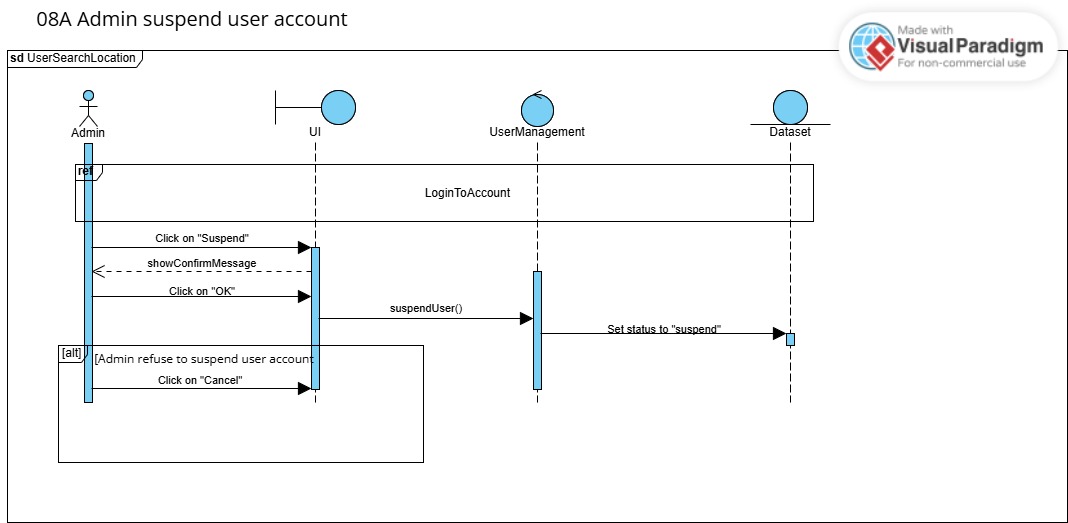 08A Admin suspend user account
Made with
VisualParadigm
For non-commercial use
sd UserSearchLocation
Admin
UI
UserManagement
Dataset
ref
LoginToAccount
Click on "Suspend"
showConfirmMessage
Click on "OK"
suspendUser()
Set status to "suspend"
[alt]
[Admin refuse to suspend user account
Click on "Cancel"